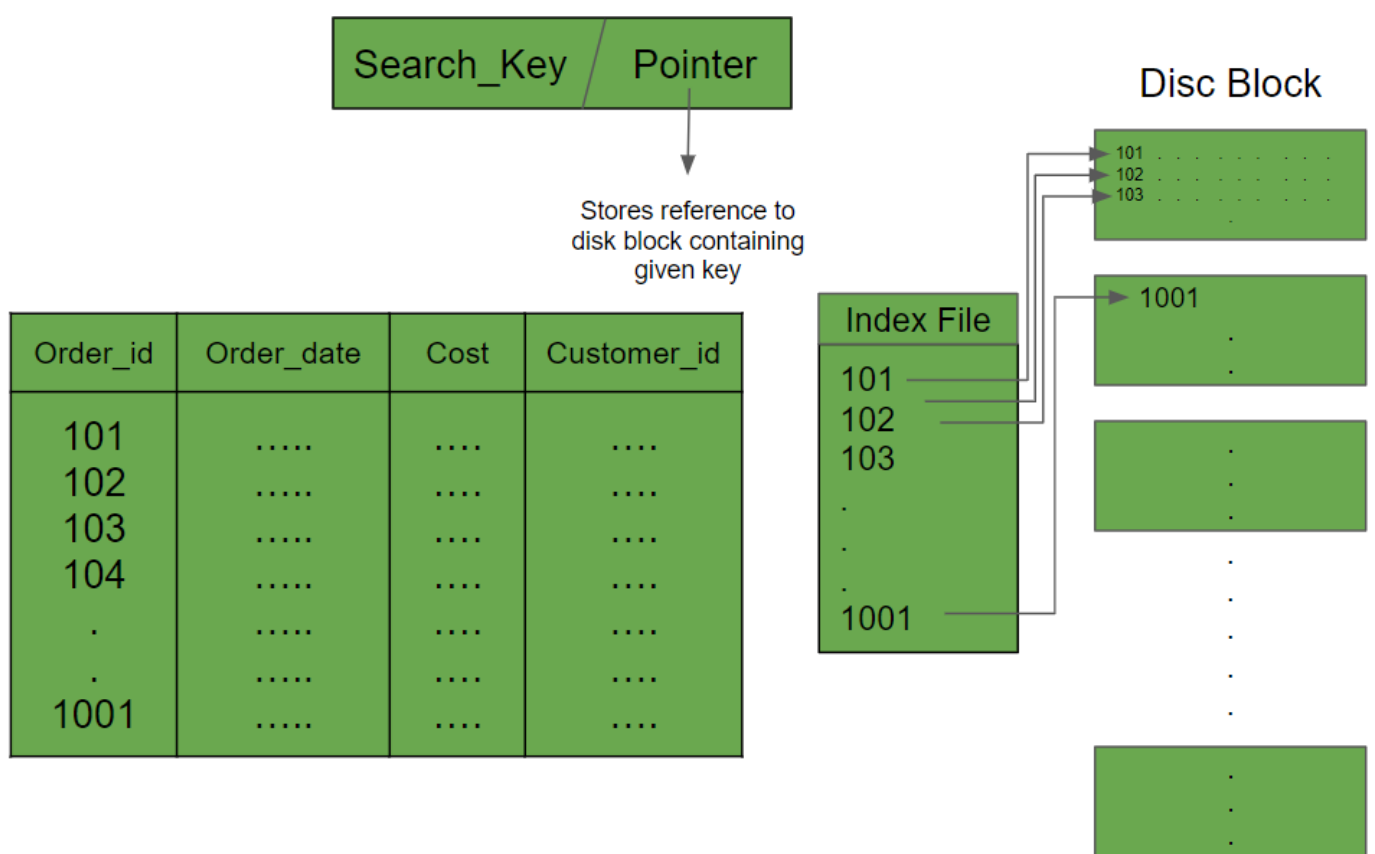 Search_Key Pointer
Disc Block
Stores reference to
disk block containing
given key
101 . . . . . . . . .
102 . . . . . . . . .
103 . . . . . . . . .
.
1001
.
.
Index File
101
102
103
.
.
.
1001
Order_id Order_date Cost Customer_id
101 ..... .... ....
102 ..... .... ....
103 ..... .... ....
104 ..... .... ....
. ..... .... ....
. ..... .... ....
1001 ..... .... ....
.
.
.
.
.
.
.
.
.
.
.